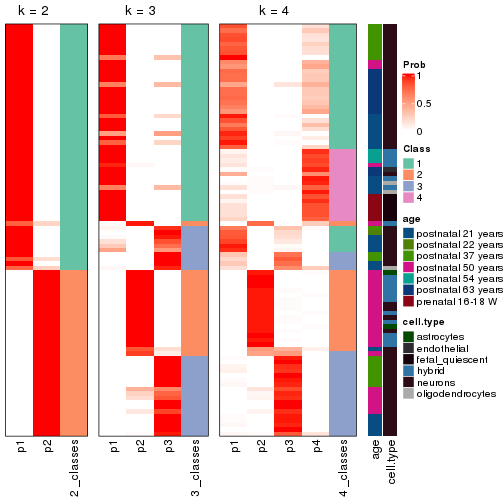 k = 2
k = 3
k = 4
p1
p2
2_classes
p1
p2
p3
3_classes
p1
p2
p3
p4
4_classes
age
cell.type
Prob
1
0.5
0
Class
1
2
3
4
age
postnatal 21 years
postnatal 22 years
postnatal 37 years
postnatal 50 years
postnatal 54 years
postnatal 63 years
prenatal 16-18 W
cell.type
astrocytes
endothelial
fetal_quiescent
hybrid
neurons
oligodendrocytes